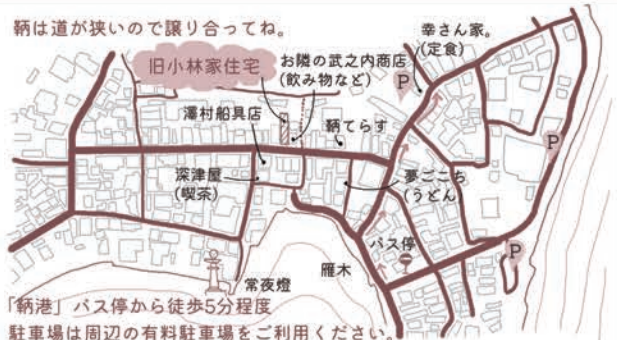 鞆は道が狭いので譲り合ってね。
幸さん家。
(定食)
旧小林家住宅
お隣の武之内商店
(飲み物など)
P
澤村船具店
鞆てらす
P
深津屋
(喫茶)
夢ごこち
(うどん)
バス停
P
雁木
常夜燈
「鞆港」バス停から徒歩5分程度
駐車場は周辺の有料駐車場をご利用ください。